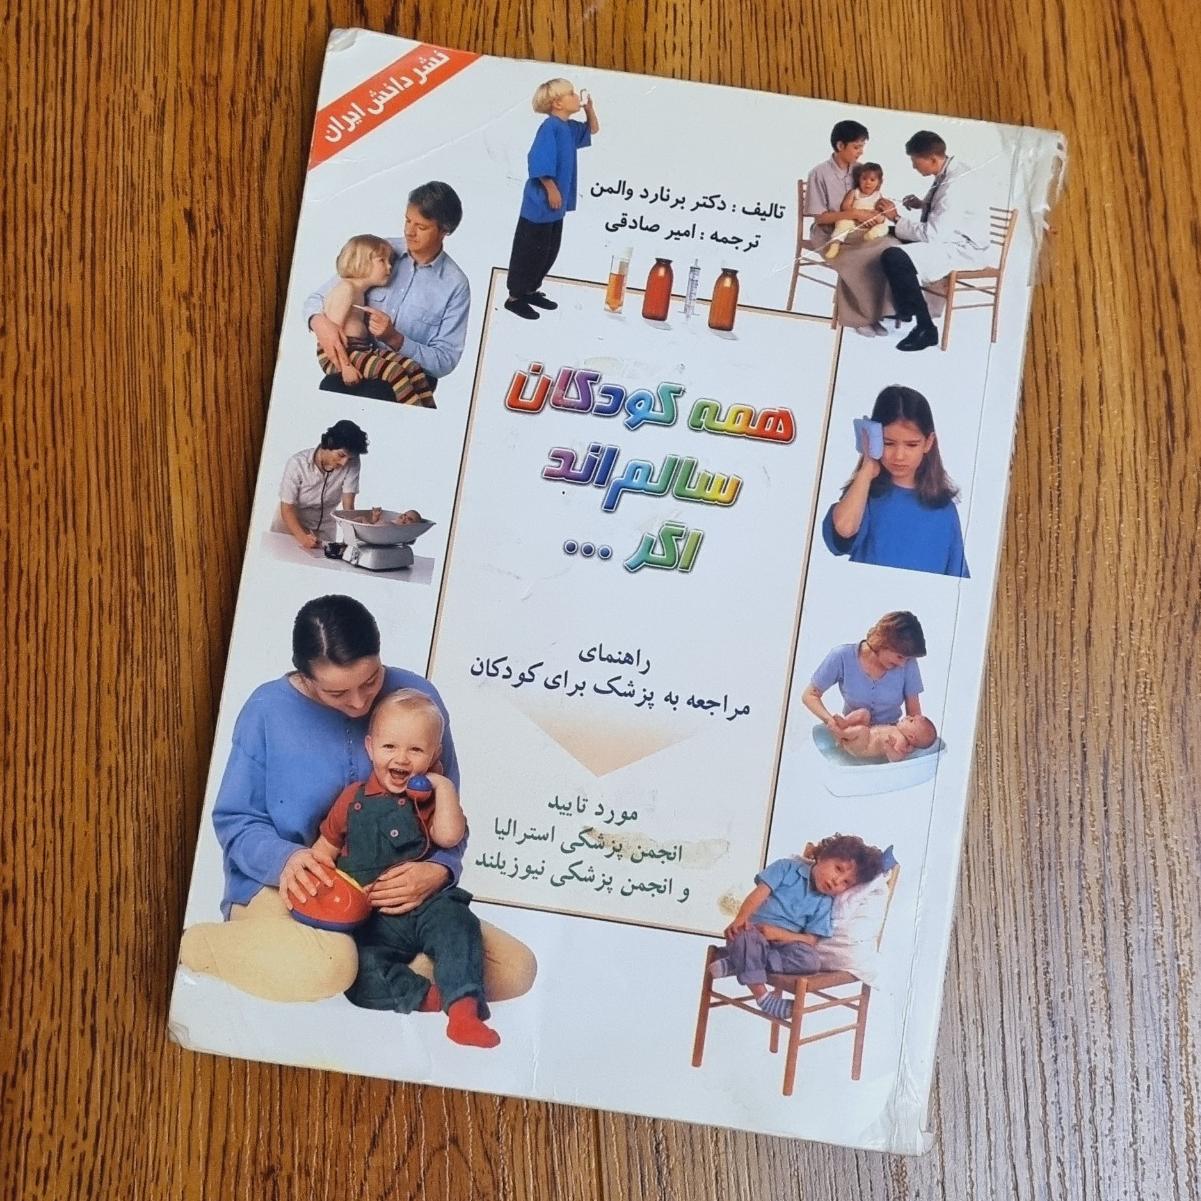 نشر دانش ایران
تالیف : دکتر برنارد والمن
ترجمه : امیر صادقی
همه کودکان
سالم‌اند
اگر ...
راهنمای
مراجعه به پزشک برای کودکان
مورد تایید
انجمن پزشکی استرالیا
و انجمن پزشکی نیوزیلند